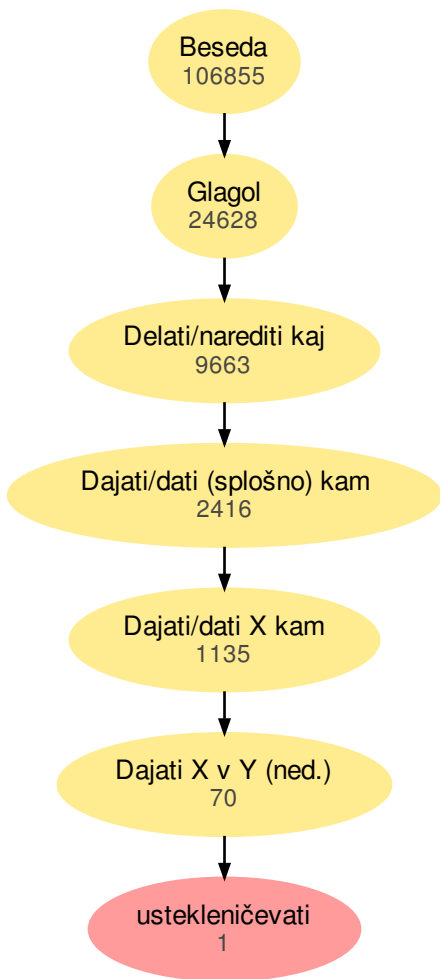 Beseda
106855
Glagol
24628
Delati/narediti kaj
9663
Dajati/dati (splošno) kam
2416
Dajati/dati X kam
1135
Dajati X v Y (ned.)
70
ustekleničevati
1